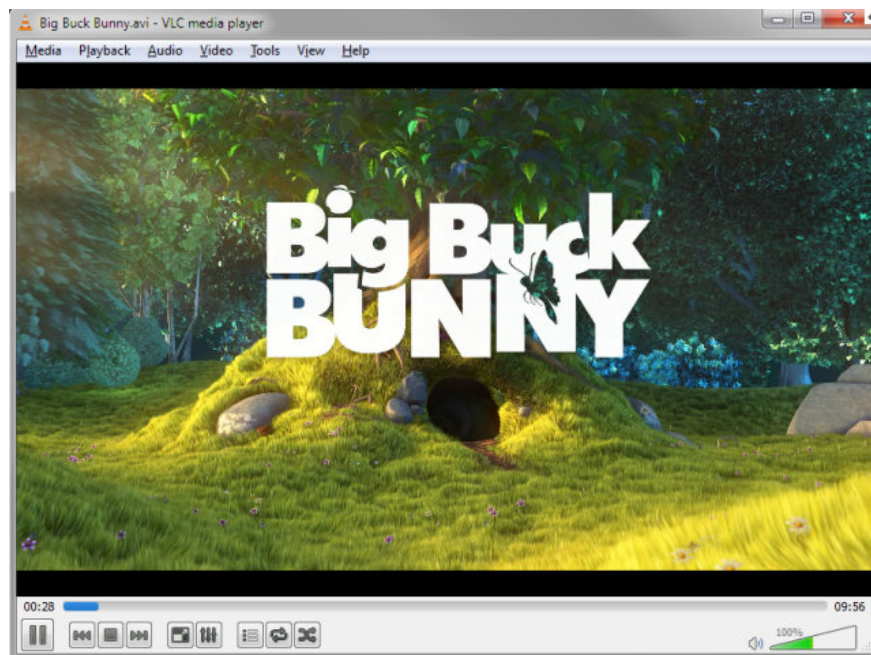 Big Buck Bunny.avi - VLC media player
Media Playback Audio Video Tools View Help
Big Buck
BUNNY
00:28 09:56
100%